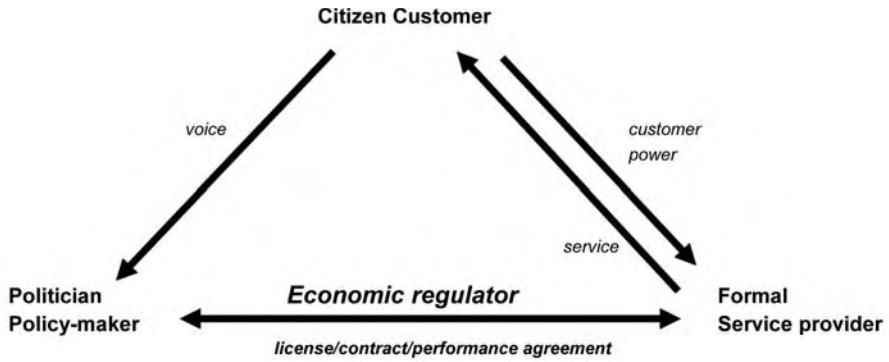 Citizen Customer
voice
customer
power
service
Politician
Policy-maker
Economic regulator
Formal
Service provider
license/contract/performance agreement